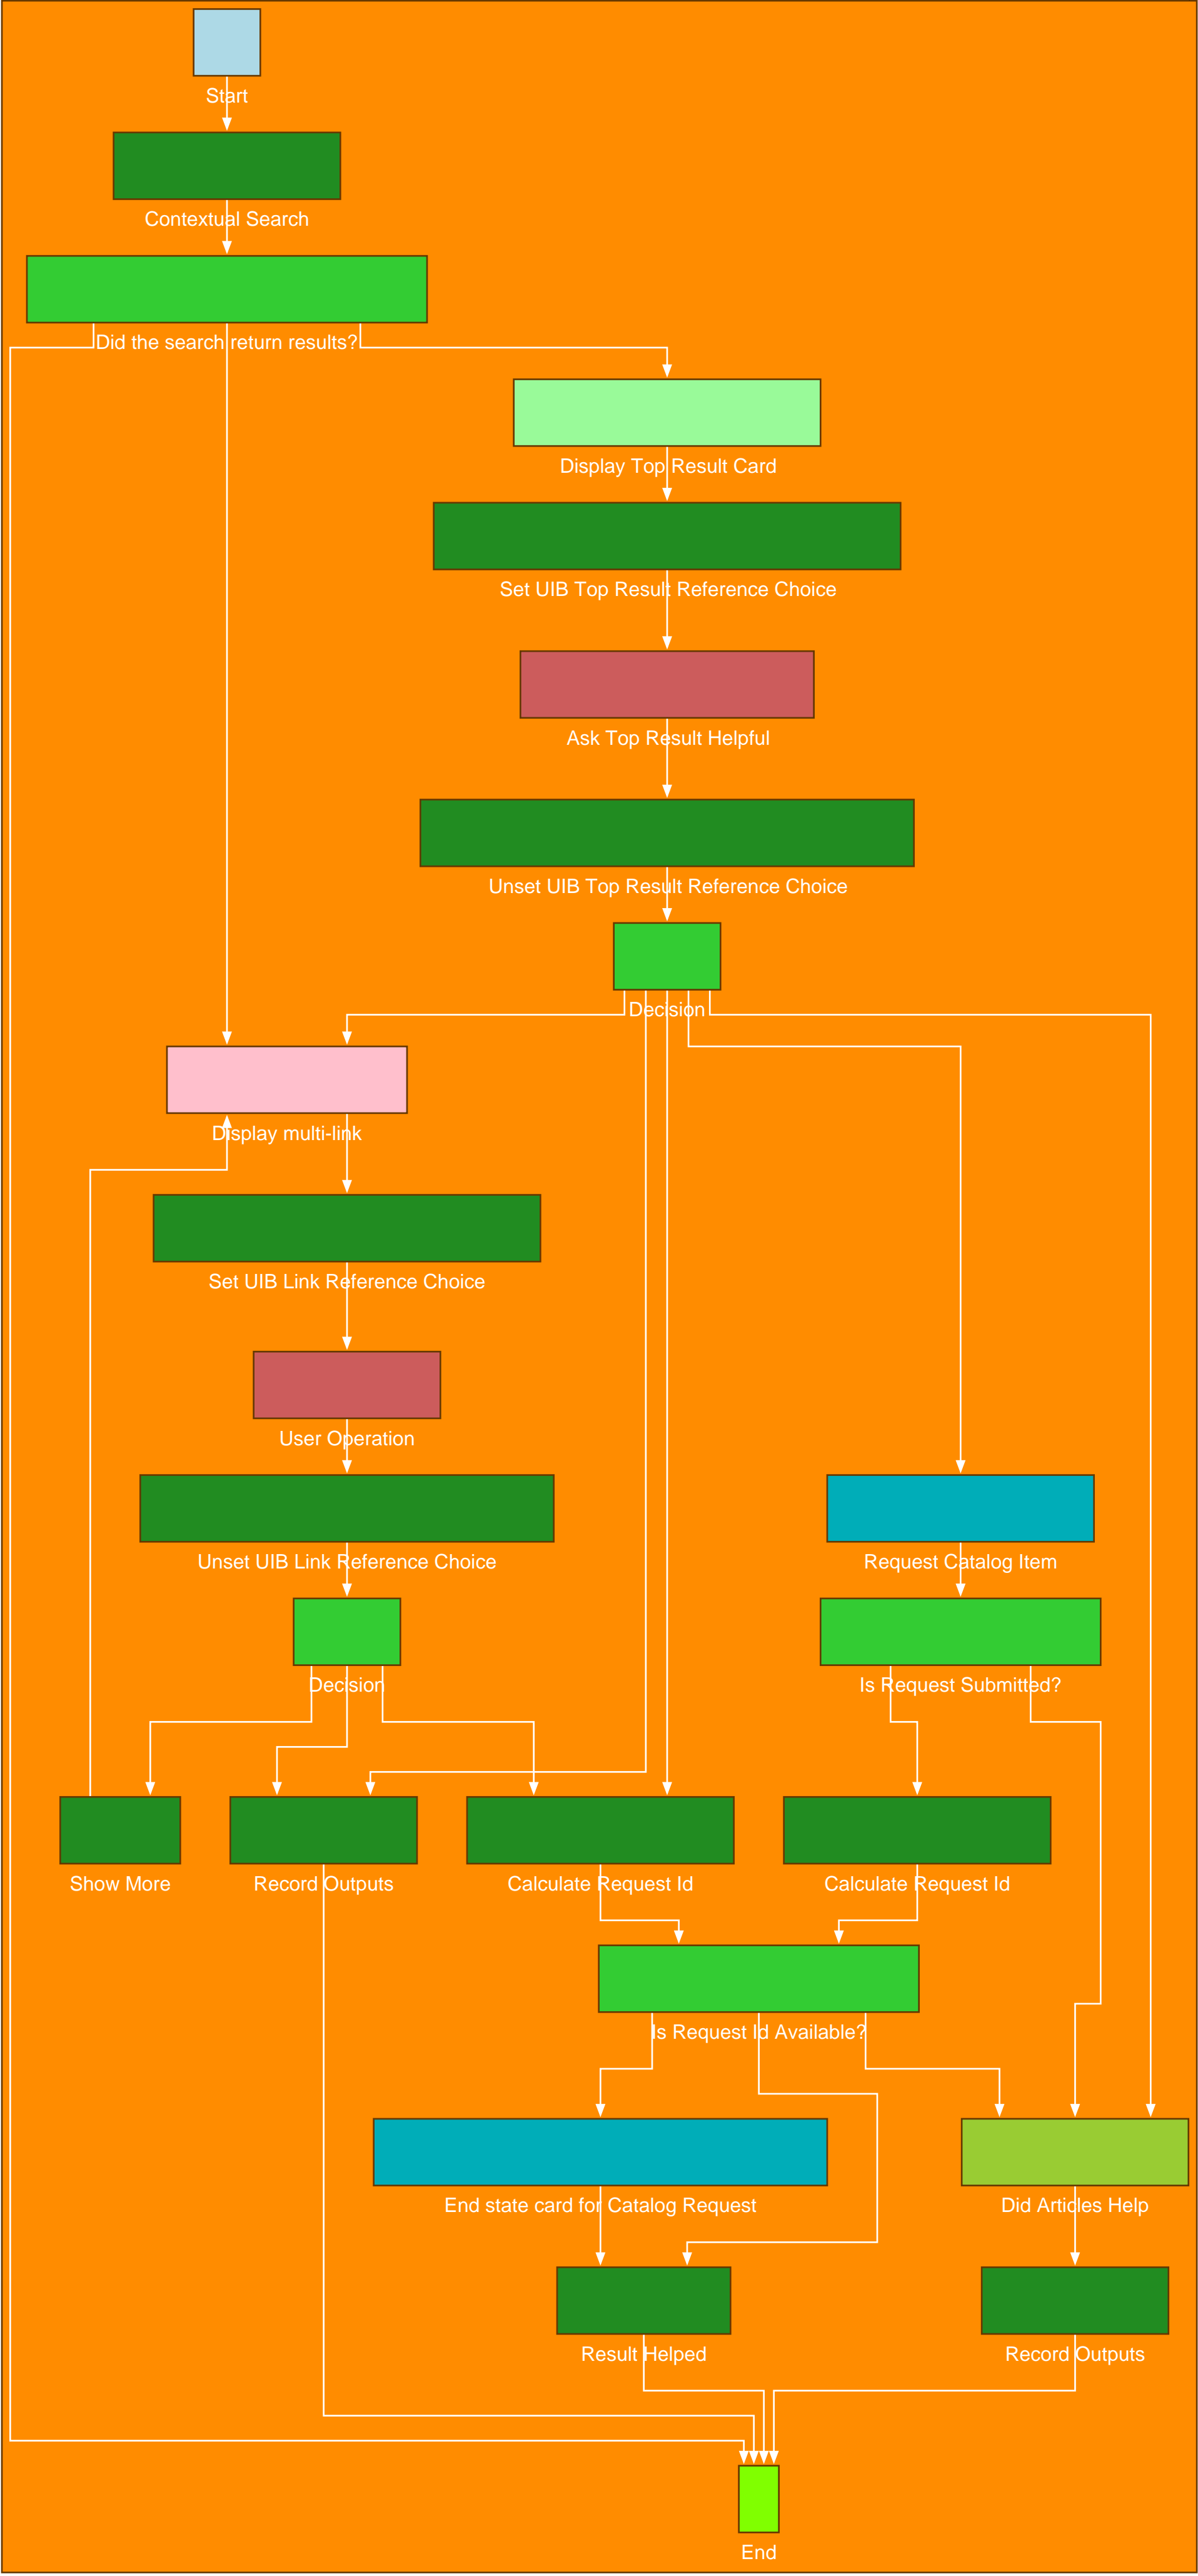 Start
Contextual Search
Did the search return results?
Display Top Result Card
Set UIB Top Result Reference Choice
Ask Top Result Helpful
Unset UIB Top Result Reference Choice
Decision
Display multi-link
Set UIB Link Reference Choice
User Operation
Unset UIB Link Reference Choice
Request Catalog Item
Decision
Is Request Submitted?
Show More
Record Outputs
Calculate Request Id
Calculate Request Id
Is Request Id Available?
End state card for Catalog Request
Did Articles Help
Result Helped
Record Outputs
End